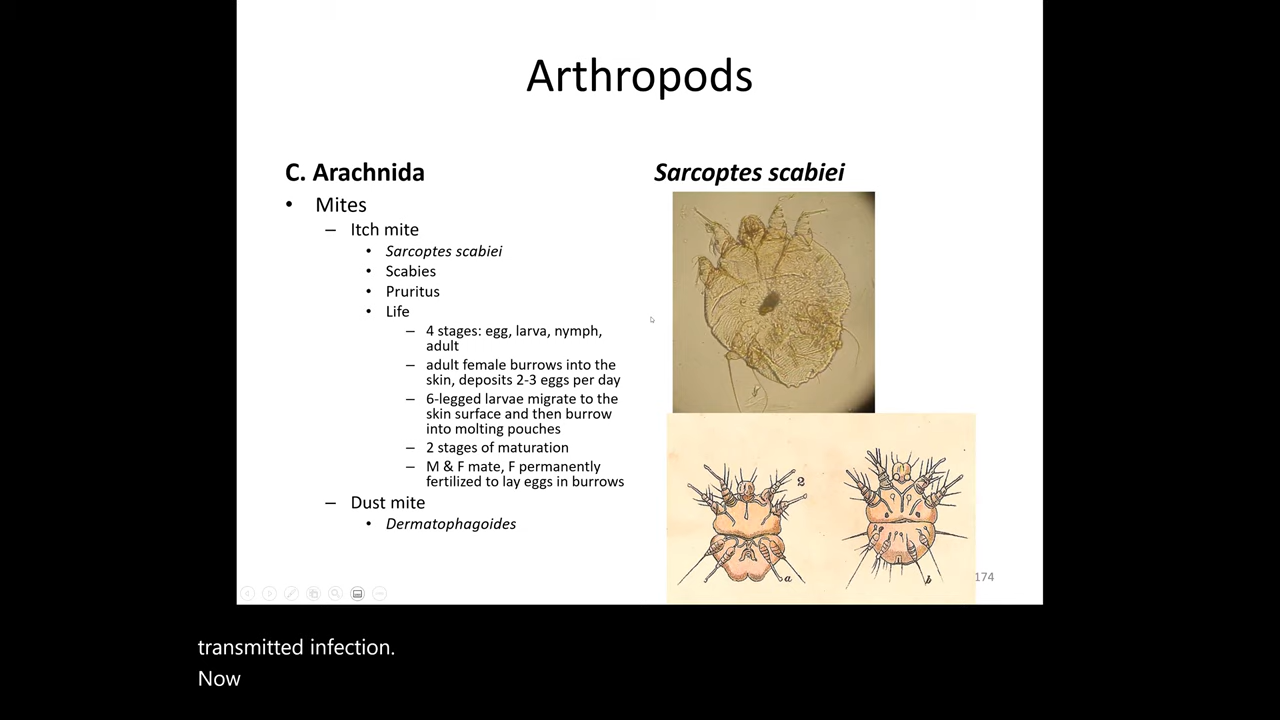 Arthropods
C. Arachnida
• Mites
– Itch mite
• Sarcoptes scabiei
• Scabies
• Pruritus
• Life
– 4 stages: egg, larva, nymph,
adult
– adult female burrows into the
skin, deposits 2-3 eggs per day
– 6-legged larvae migrate to the
skin surface and then burrow
into molting pouches
– 2 stages of maturation
– M & F mate, F permanently
fertilized to lay eggs in burrows
– Dust mite
• Dermatophagoides
Sarcoptes scabiei
2
a
b
174
transmitted infection.
Now